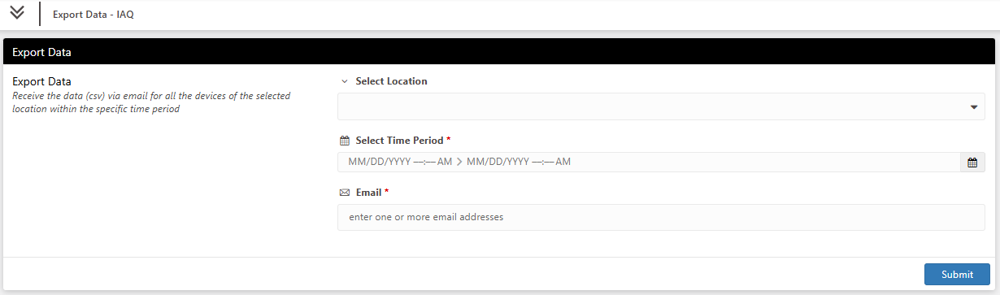 Export Data - IAQ
Export Data
Export Data
Receive the data (csv) via email for all the devices of the selected
location within the specific time period
Select Location
Select Time Period *
MM/DD/YYYY --:-- AM > MM/DD/YYYY --:-- AM
Email *
enter one or more email addresses
Submit